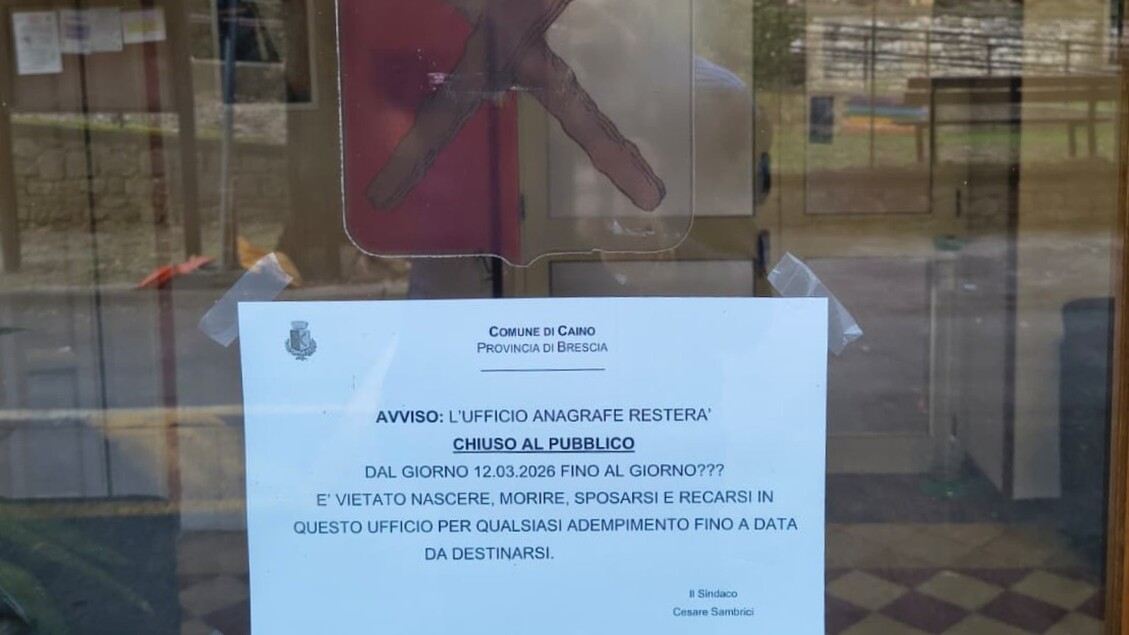 COMUNE DI CAINO
PROVINCIA DI BRESCIA
AVVISO: L'UFFICIO ANAGRAFE RESTERA'
CHIUSO AL PUBBLICO
DAL GIORNO 12.03.2026 FINO AL GIORNO???
E' VIETATO NASCERE, MORIRE, SPOSARSI E RECARSI IN
QUESTO UFFICIO PER QUALSIASI ADEMPIMENTO FINO A DATA
DA DESTINARSI.
Il Sindaco
Cesare Sambrici